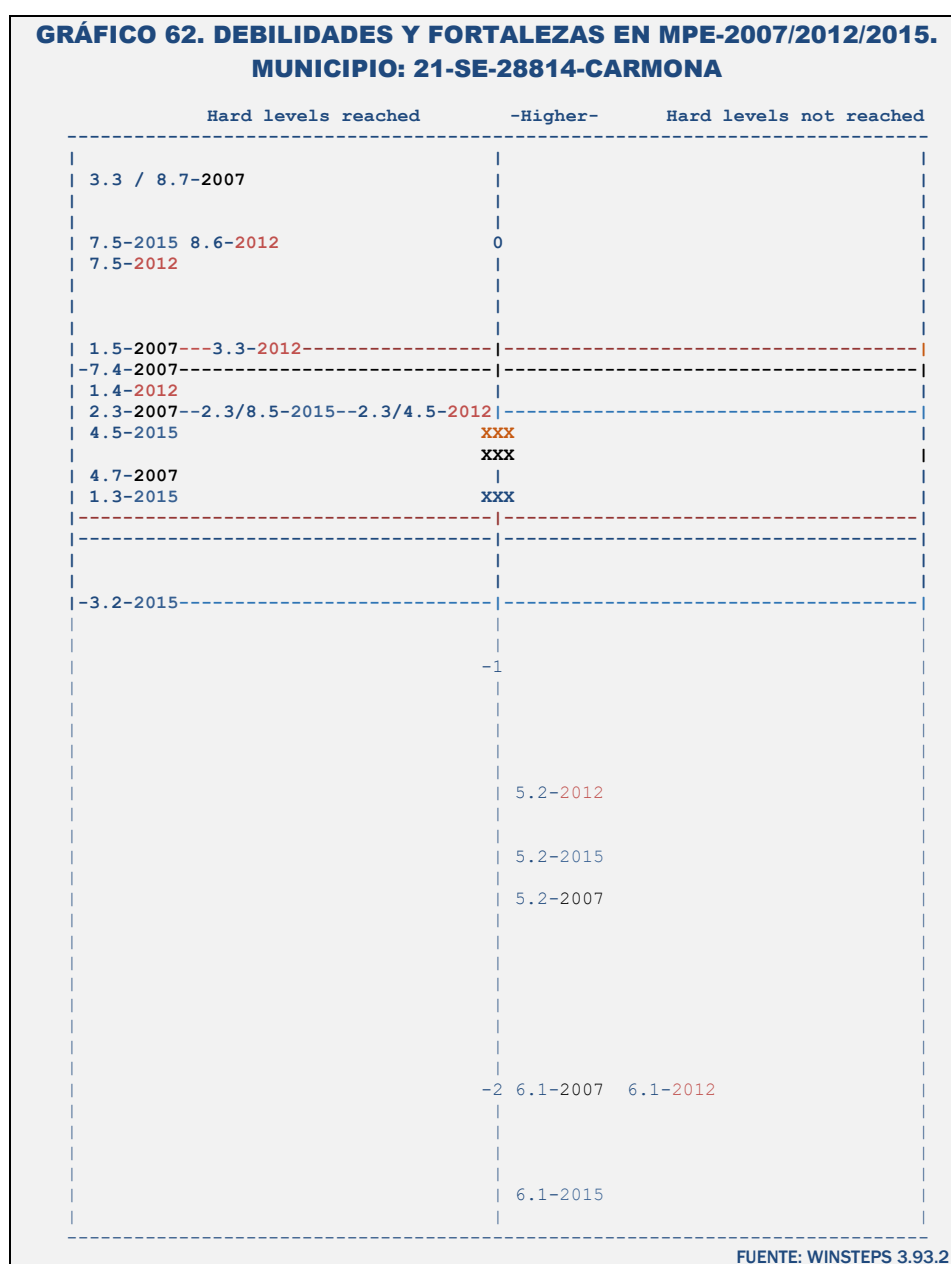 GRÁFICO 62. DEBILIDADES Y FORTALEZAS EN MPE-2007/2012/2015.
MUNICIPIO: 21-SE-28814-CARMONA
Hard levels reached -Higher- Hard levels not reached
3.3 / 8.7-2007
7.5-2015 8.6-2012 0
7.5-2012
1.5-2007---3.3-2012
-7.4-2007
1.4-2012
2.3-2007--2.3/8.5-2015--2.3/4.5-2012
4.5-2015 XXX
XXX
4.7-2007
1.3-2015 XXX
-3.2-2015
-1
5.2-2012
5.2-2015
5.2-2007
-2 6.1-2007 6.1-2012
6.1-2015
FUENTE: WINSTEPS 3.93.2